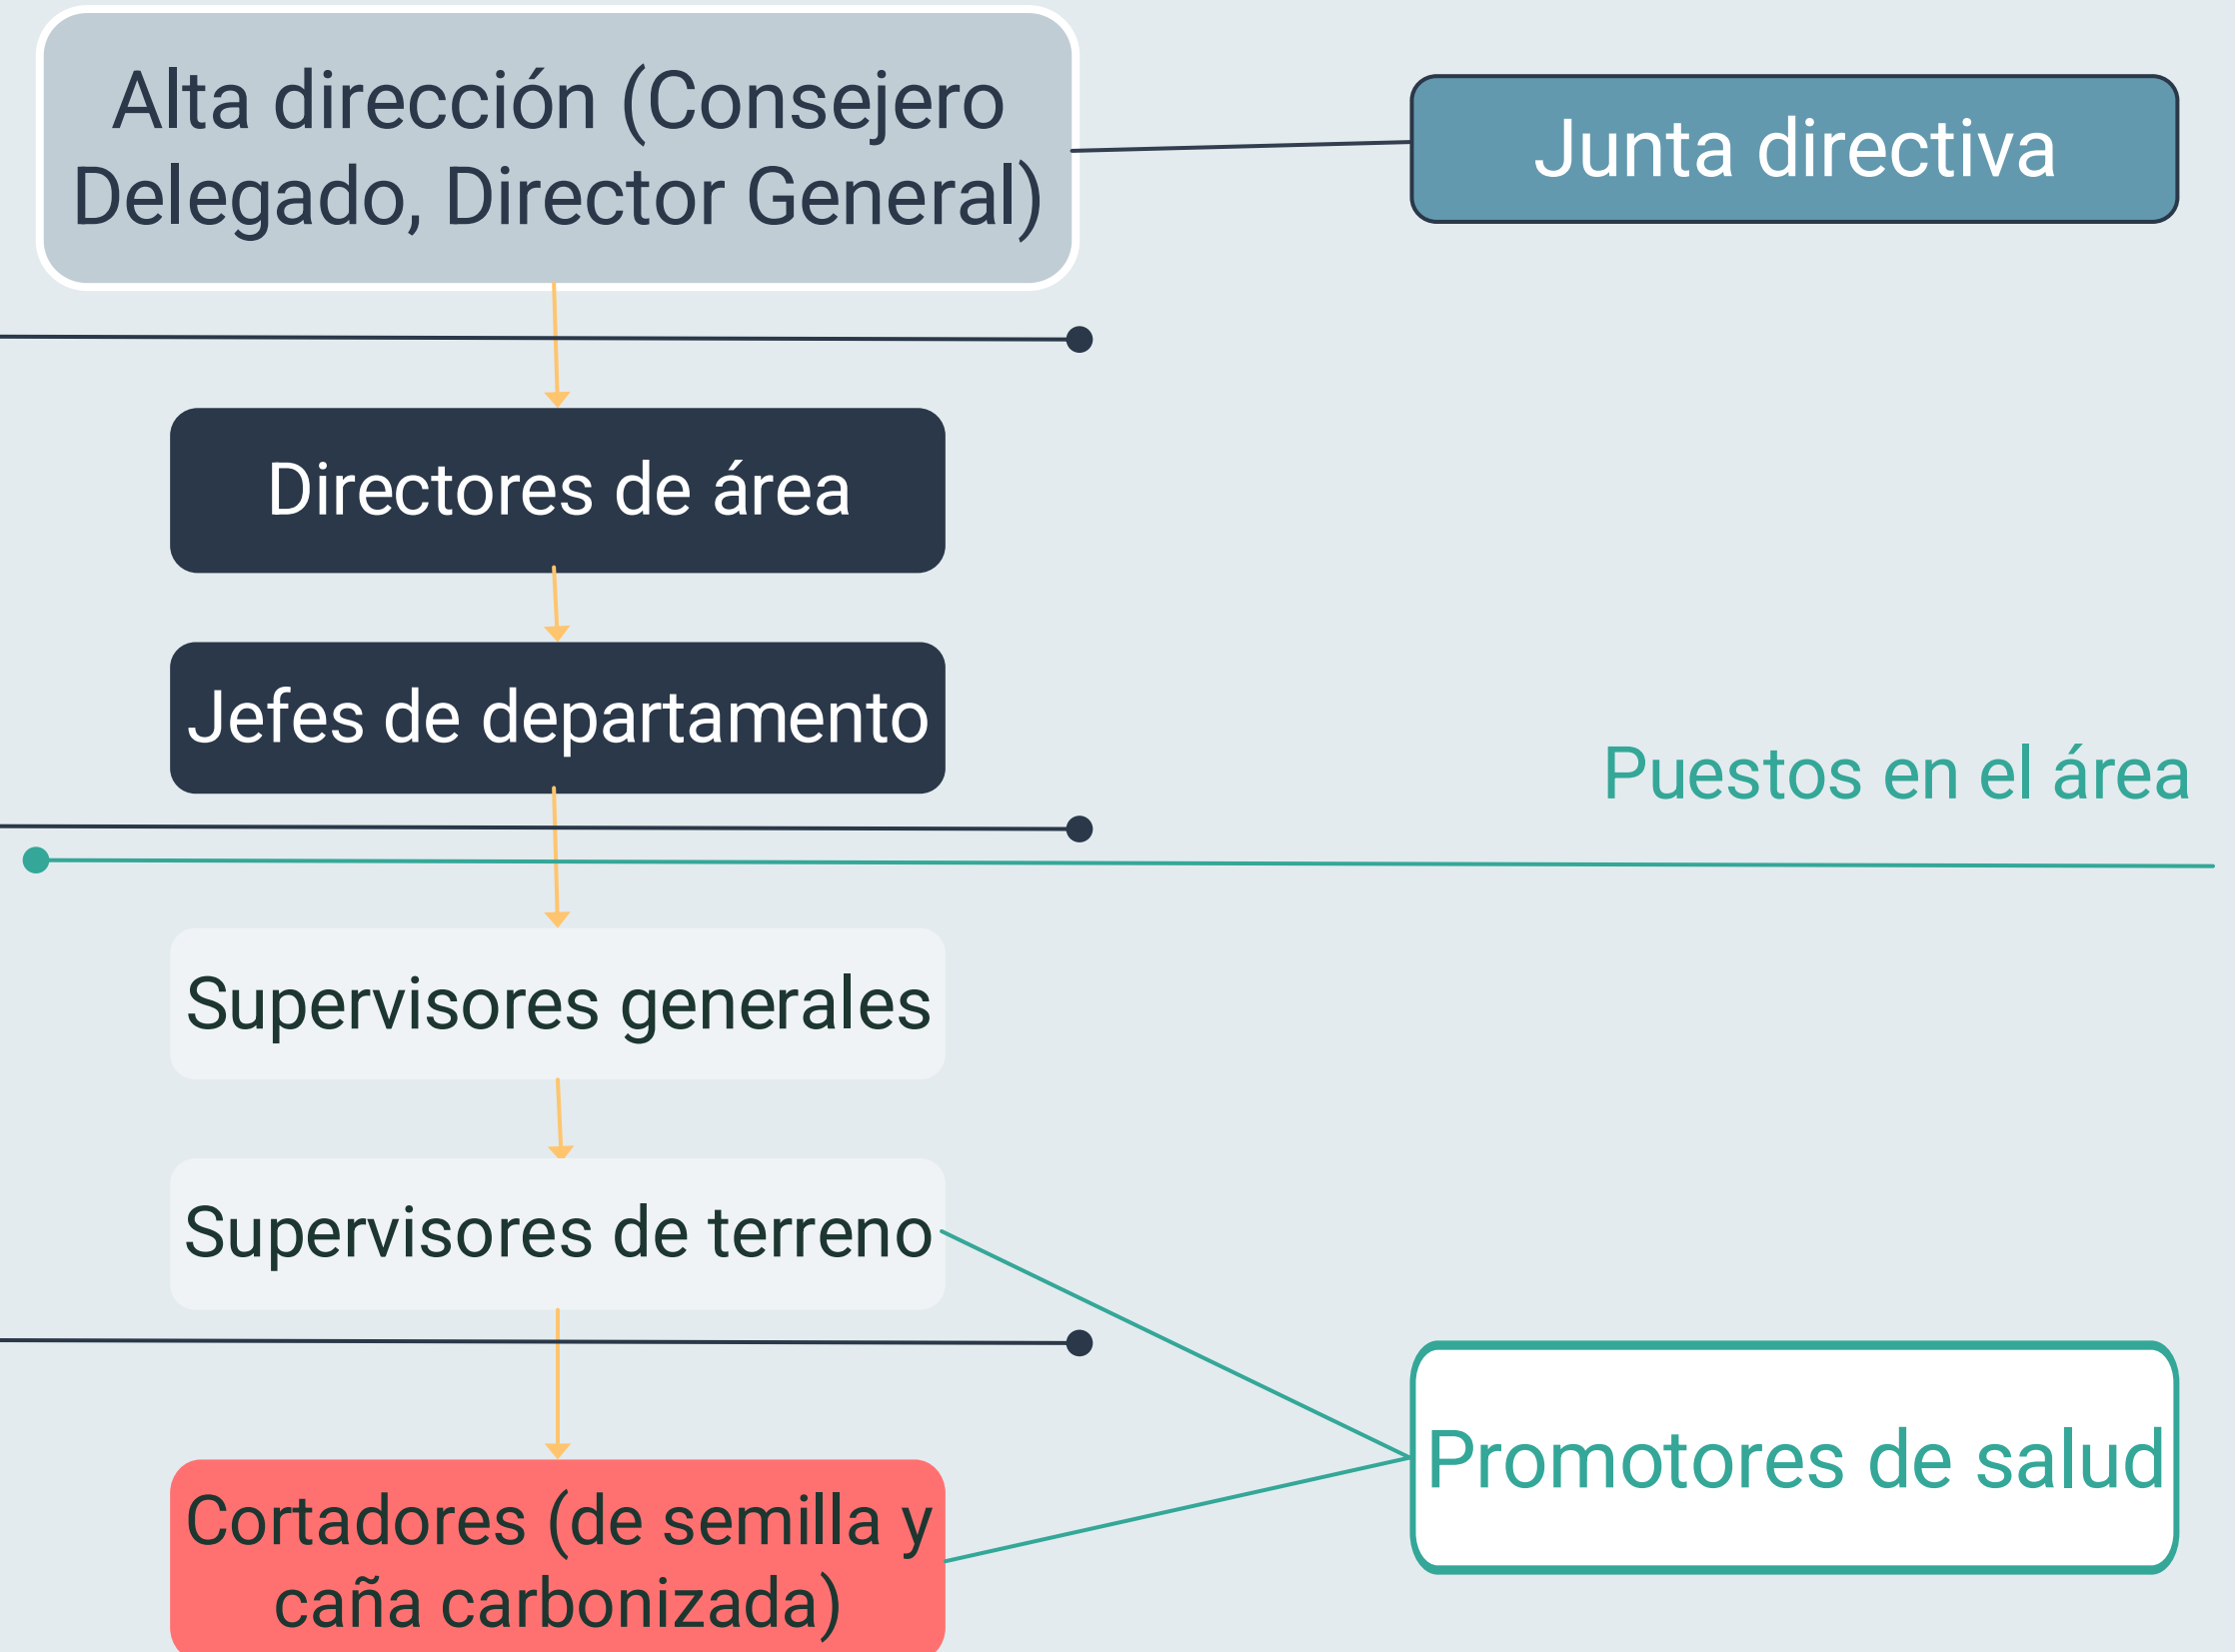 Alta dirección (Consejero
Delegado, Director General)
Junta directiva
Directores de área
Jefes de departamento
Puestos en el área
Supervisores generales
Supervisores de terreno
Promotores de salud
Cortadores (de semilla y
caña carbonizada)